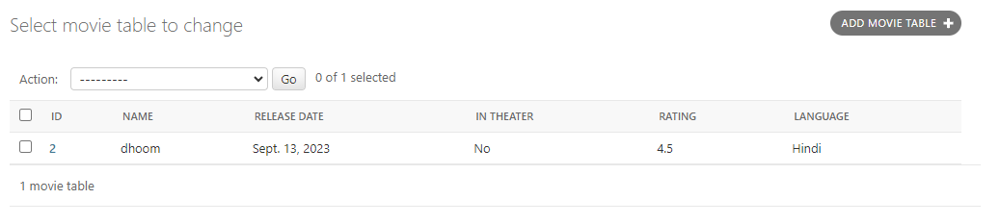 Select movie table to change
ADD MOVIE TABLE +
Action: --------- Go 0 of 1 selected
ID NAME RELEASE DATE IN THEATER RATING LANGUAGE
2 dhoom Sept. 13, 2023 No 4.5 Hindi
1 movie table